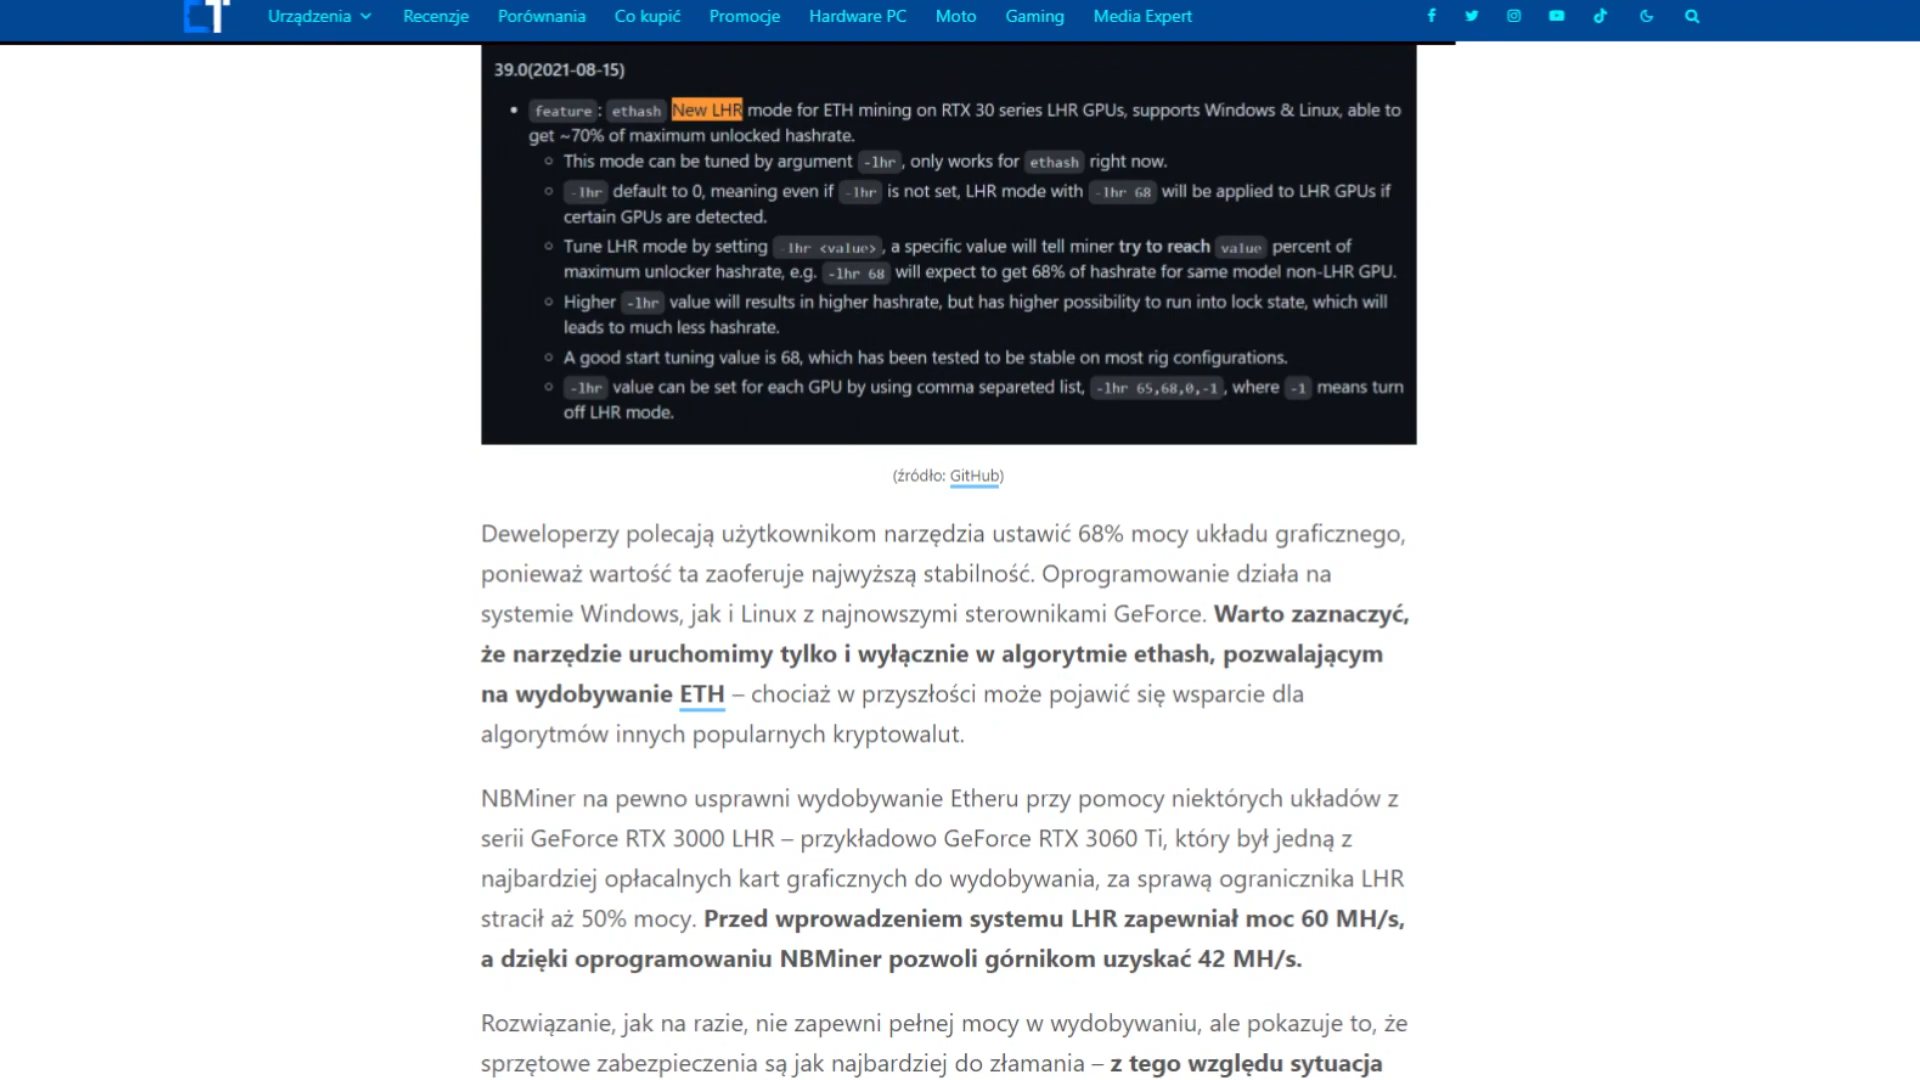 Urządzenia Recenzje Porównania Co kupić Promocje Hardware PC Moto Gaming Media Expert
39.0(2021-08-15)
feature: ethash New LHR mode for ETH mining on RTX 30 series LHR GPUs, supports Windows & Linux, able to
get ~70% of maximum unlocked hashrate.
This mode can be tuned by argument -lhr, only works for ethash right now.
-lhr default to 0, meaning even if -lhr is not set, LHR mode with -lhr 68 will be applied to LHR GPUs if
certain GPUs are detected.
Tune LHR mode by setting -lhr <value>, a specific value will tell miner try to reach value percent of
maximum unlocker hashrate, e.g. -lhr 68 will expect to get 68% of hashrate for same model non-LHR GPU.
Higher -lhr value will results in higher hashrate, but has higher possibility to run into lock state, which will
leads to much less hashrate.
A good start tuning value is 68, which has been tested to be stable on most rig configurations.
-lhr value can be set for each GPU by using comma separeted list, -lhr 65,68,0,-1, where -1 means turn
off LHR mode.
(źródło: GitHub)
Deweloperzy polecają użytkownikom narzędzia ustawić 68% mocy układu graficznego,
ponieważ wartość ta zaoferuje najwyższą stabilność. Oprogramowanie działa na
systemie Windows, jak i Linux z najnowszymi sterownikami GeForce. Warto zaznaczyć,
że narzędzie uruchomimy tylko i wyłącznie w algorytmie ethash, pozwalającym
na wydobywanie ETH – chociaż w przyszłości może pojawić się wsparcie dla
algorytmów innych popularnych kryptowalut.
NBMiner na pewno usprawni wydobywanie Etheru przy pomocy niektórych układów z
serii GeForce RTX 3000 LHR – przykładowo GeForce RTX 3060 Ti, który był jedną z
najbardziej opłacalnych kart graficznych do wydobywania, za sprawą ogranicznika LHR
stracił aż 50% mocy. Przed wprowadzeniem systemu LHR zapewniał moc 60 MH/s,
a dzięki oprogramowaniu NBMiner pozwoli górnikom uzyskać 42 MH/s.
Rozwiązanie, jak na razie, nie zapewni pełnej mocy w wydobywaniu, ale pokazuje to, że
sprzętowe zabezpieczenia są jak najbardziej do złamania – z tego względu sytuacja